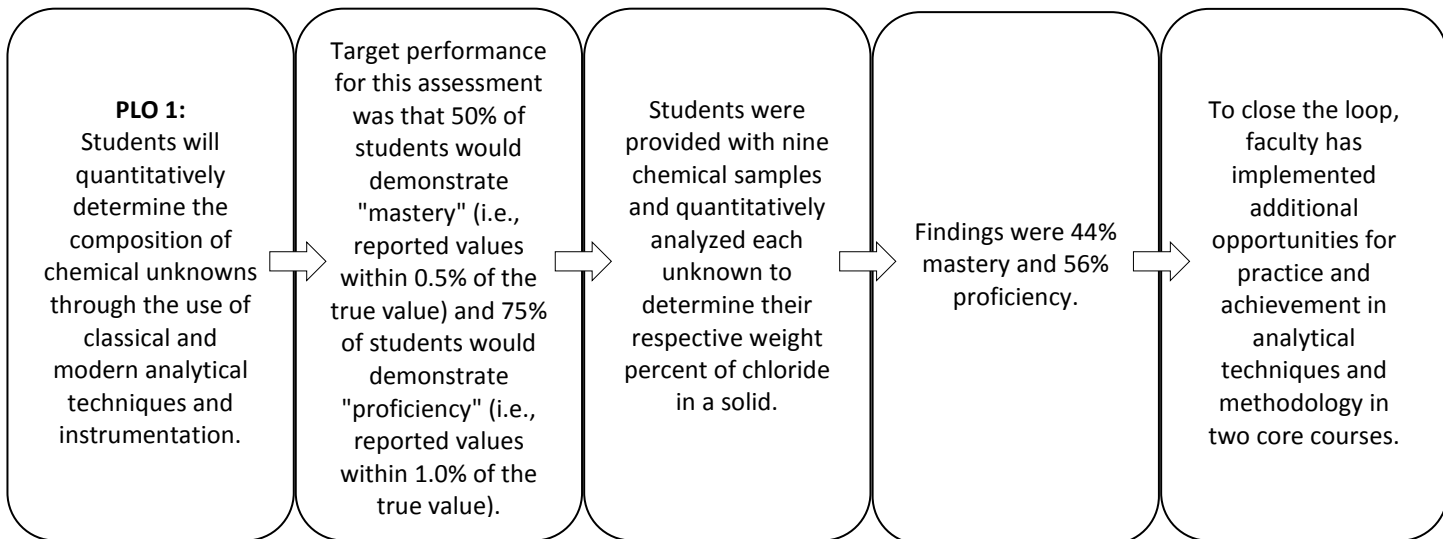 PLO 1:
Students will
quantitatively
determine the
composition of
chemical unknowns
through the use of
classical and
modern analytical
techniques and
instrumentation.
Target performance
for this assessment
was that 50% of
students would
demonstrate
"mastery" (i.e.,
reported values
within 0.5% of the
true value) and 75%
of students would
demonstrate
"proficiency" (i.e.,
reported values
within 1.0% of the
true value).
Students were
provided with nine
chemical samples
and quantitatively
analyzed each
unknown to
determine their
respective weight
percent of chloride
in a solid.
Findings were 44%
mastery and 56%
proficiency.
To close the loop,
faculty has
implemented
additional
opportunities for
practice and
achievement in
analytical
techniques and
methodology in
two core courses.